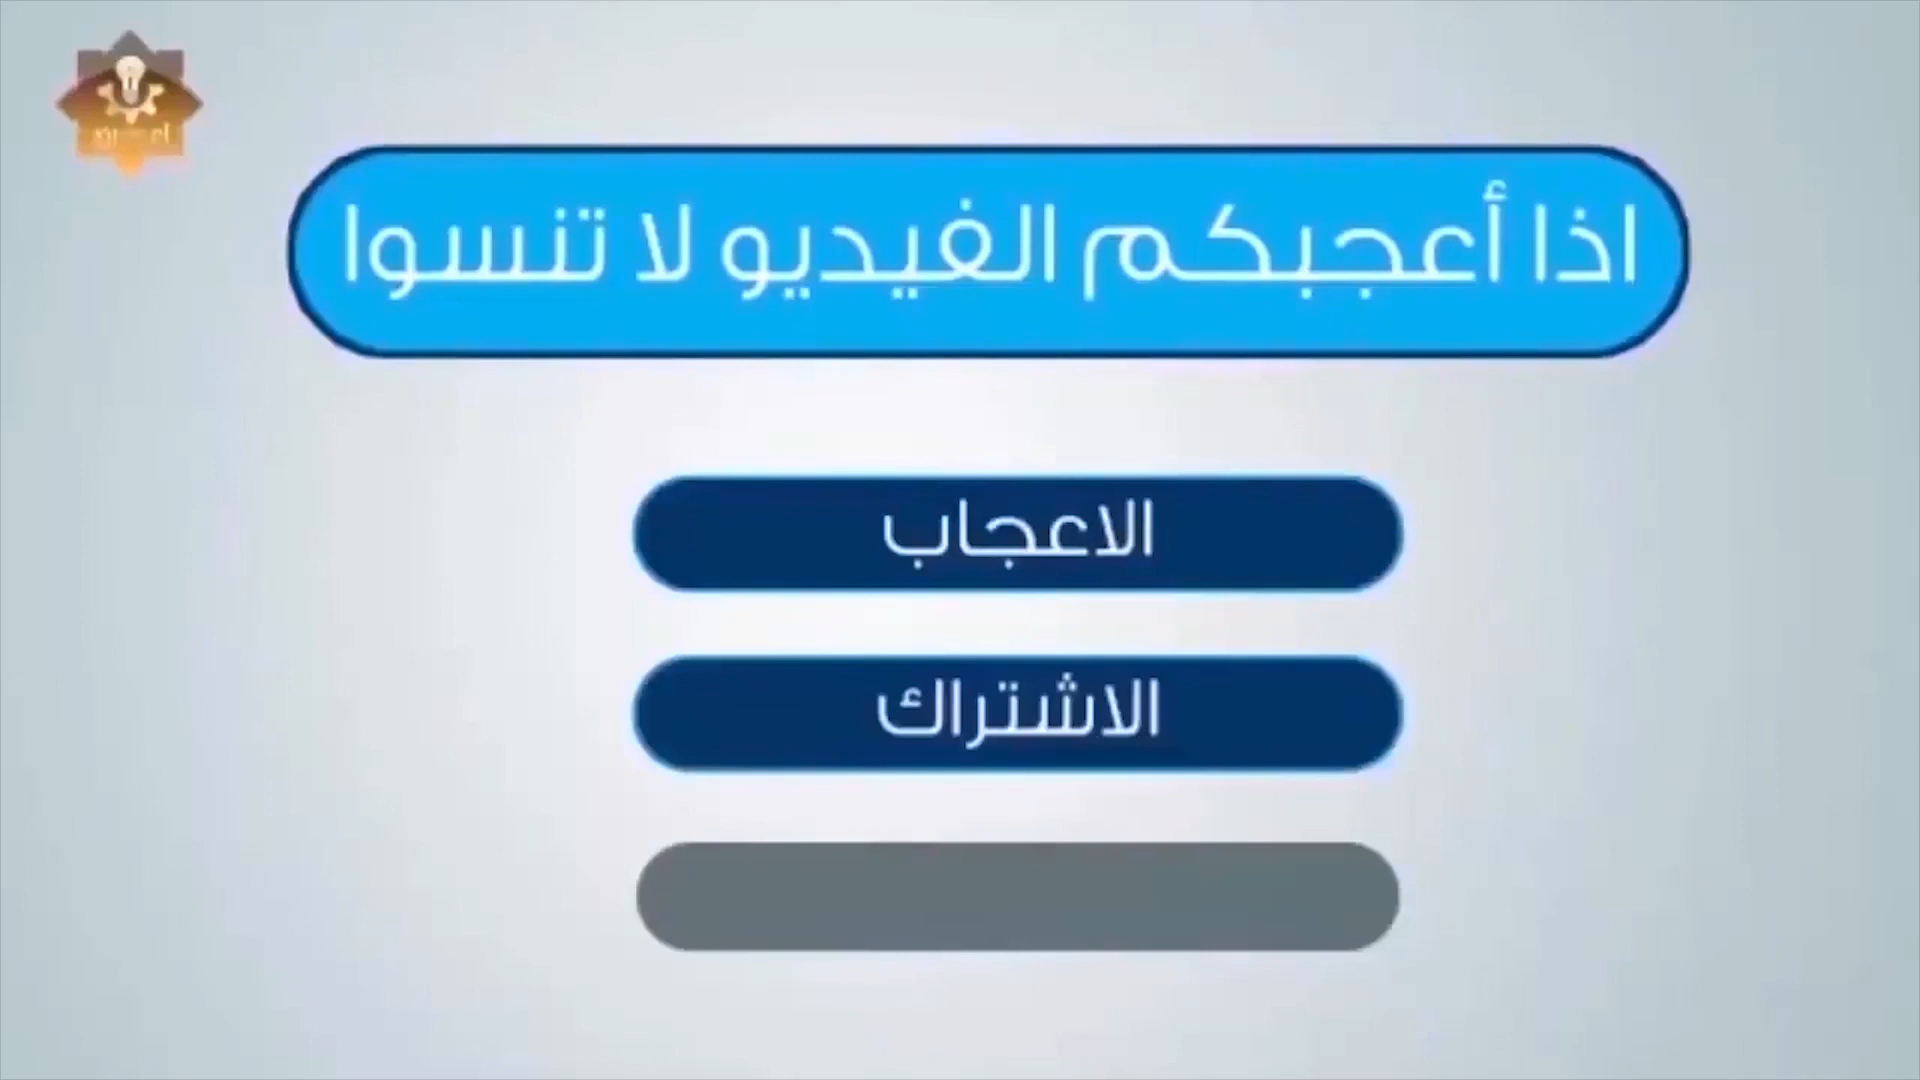 اذا أعجبكم الفيديو لا تنسوا
الاعجاب
الاشتراك